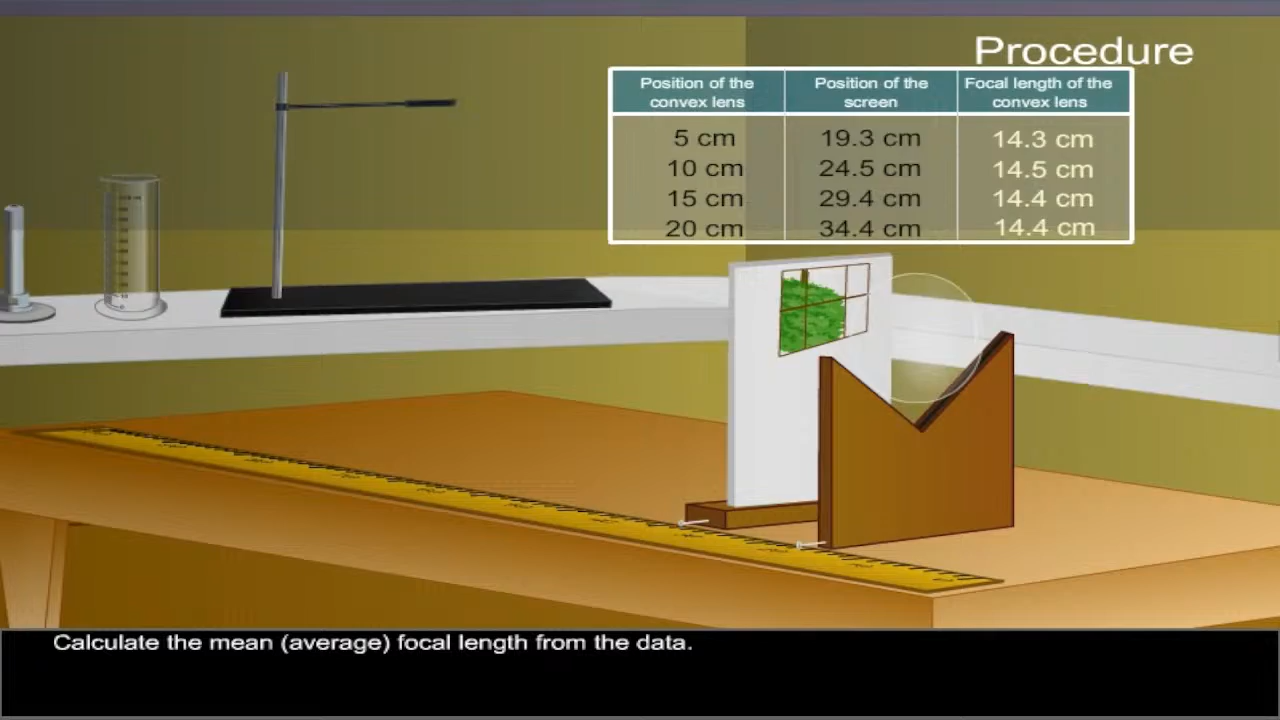 Procedure
Position of the convex lens
Position of the screen
Focal length of the convex lens
5 cm 19.3 cm 14.3 cm
10 cm 24.5 cm 14.5 cm
15 cm 29.4 cm 14.4 cm
20 cm 34.4 cm 14.4 cm
Calculate the mean (average) focal length from the data.